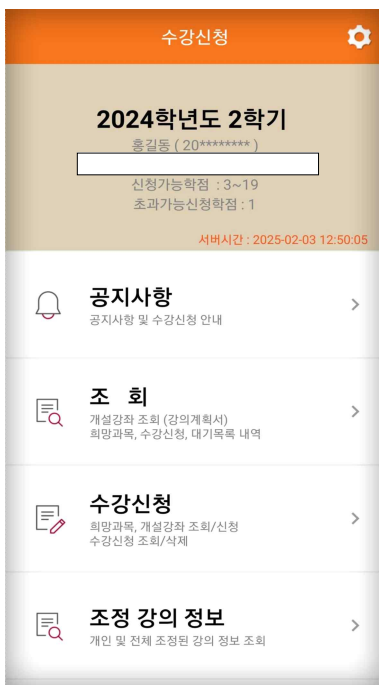 수강신청
2024학년도 2학기
홍길동 ( 20******** )
신청가능학점 : 3~19
초과가능신청학점 : 1
서버시간 : 2025-02-03 12:50:05
공지사항
공지사항 및 수강신청 안내
조 회
개설강좌 조회 (강의계획서)
희망과목, 수강신청, 대기목록 내역
수강신청
희망과목, 개설강좌 조회/신청
수강신청 조회/삭제
조정 강의 정보
개인 및 전체 조정된 강의 정보 조회